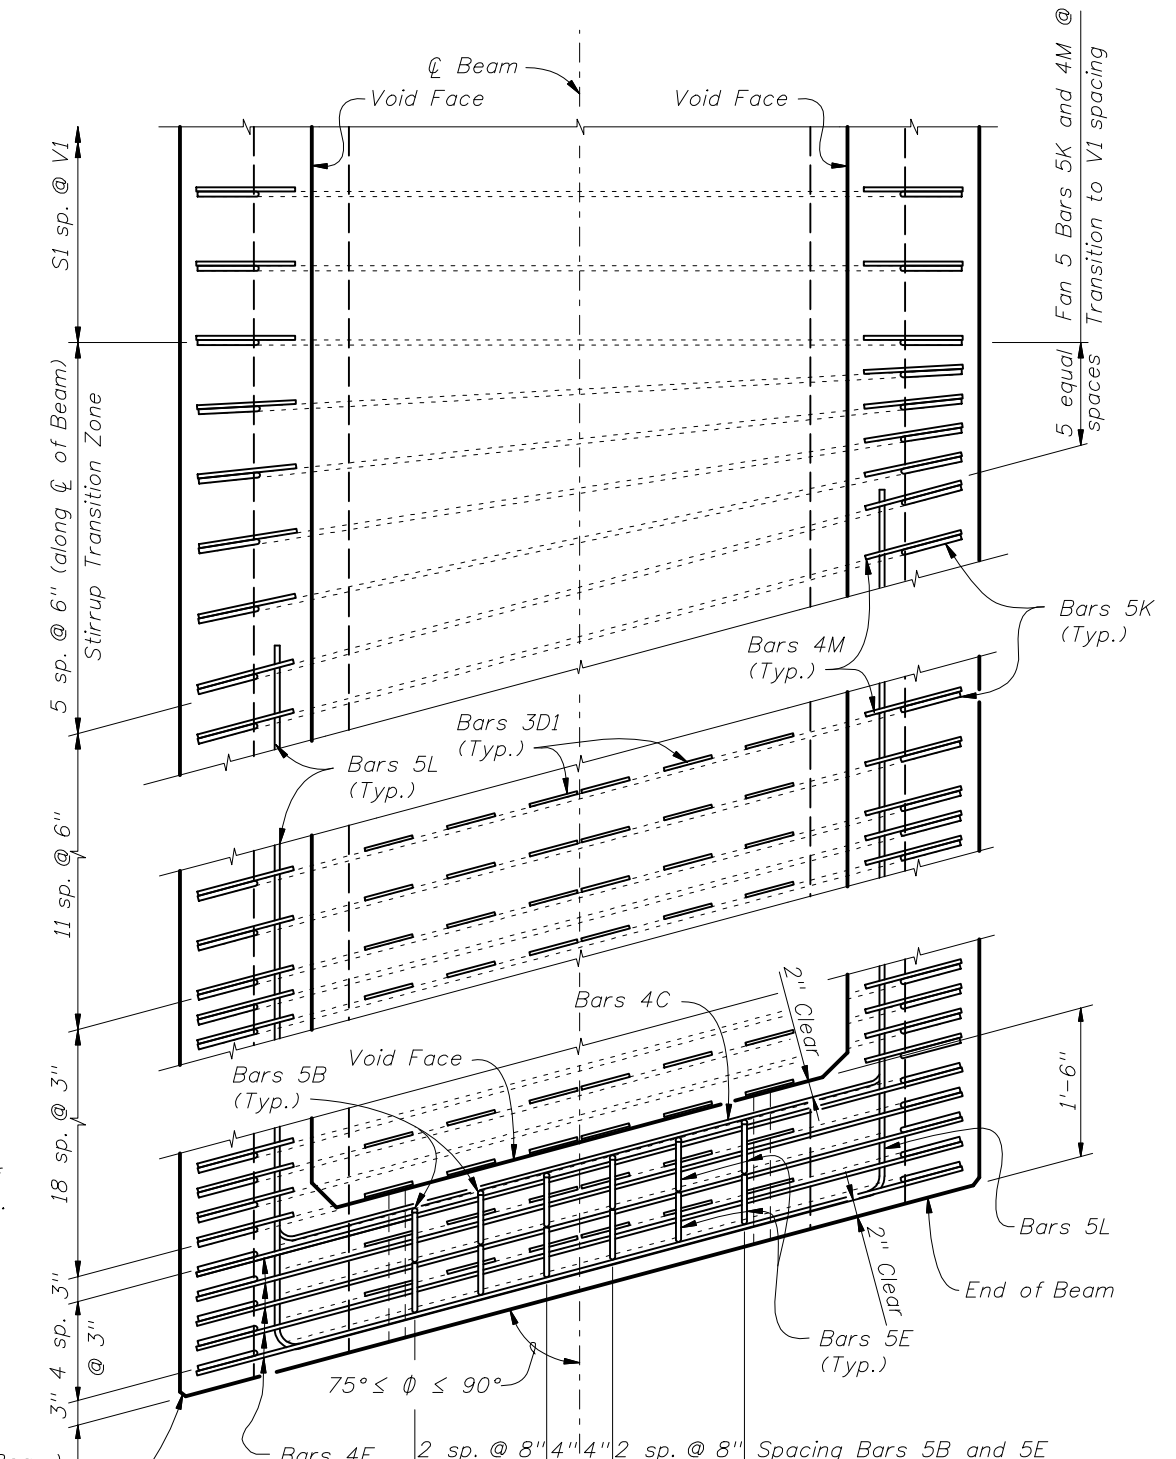 ℄ Beam
Void Face
Void Face
S1 sp. @ V1
Fan 5 Bars 5K and 4M @
Transition to V1 spacing
5 equal
spaces
5 sp. @ 6" (along ℄ of Beam)
Stirrup Transition Zone
Bars 5K
(Typ.)
Bars 4M
(Typ.)
Bars 3D1
(Typ.)
Bars 5L
(Typ.)
11 sp. @ 6"
2" Clear
Bars 4C
Void Face
Bars 5B
(Typ.)
1'-6"
18 sp. @ 3"
Bars 5L
2" Clear
End of Beam
3"
4 sp.
@ 3"
3"
Bars 5E
(Typ.)
75° ≤ ϕ ≤ 90°
2 sp. @ 8" 4" 4" 2 sp. @ 8" Spacing Bars 5B and 5E